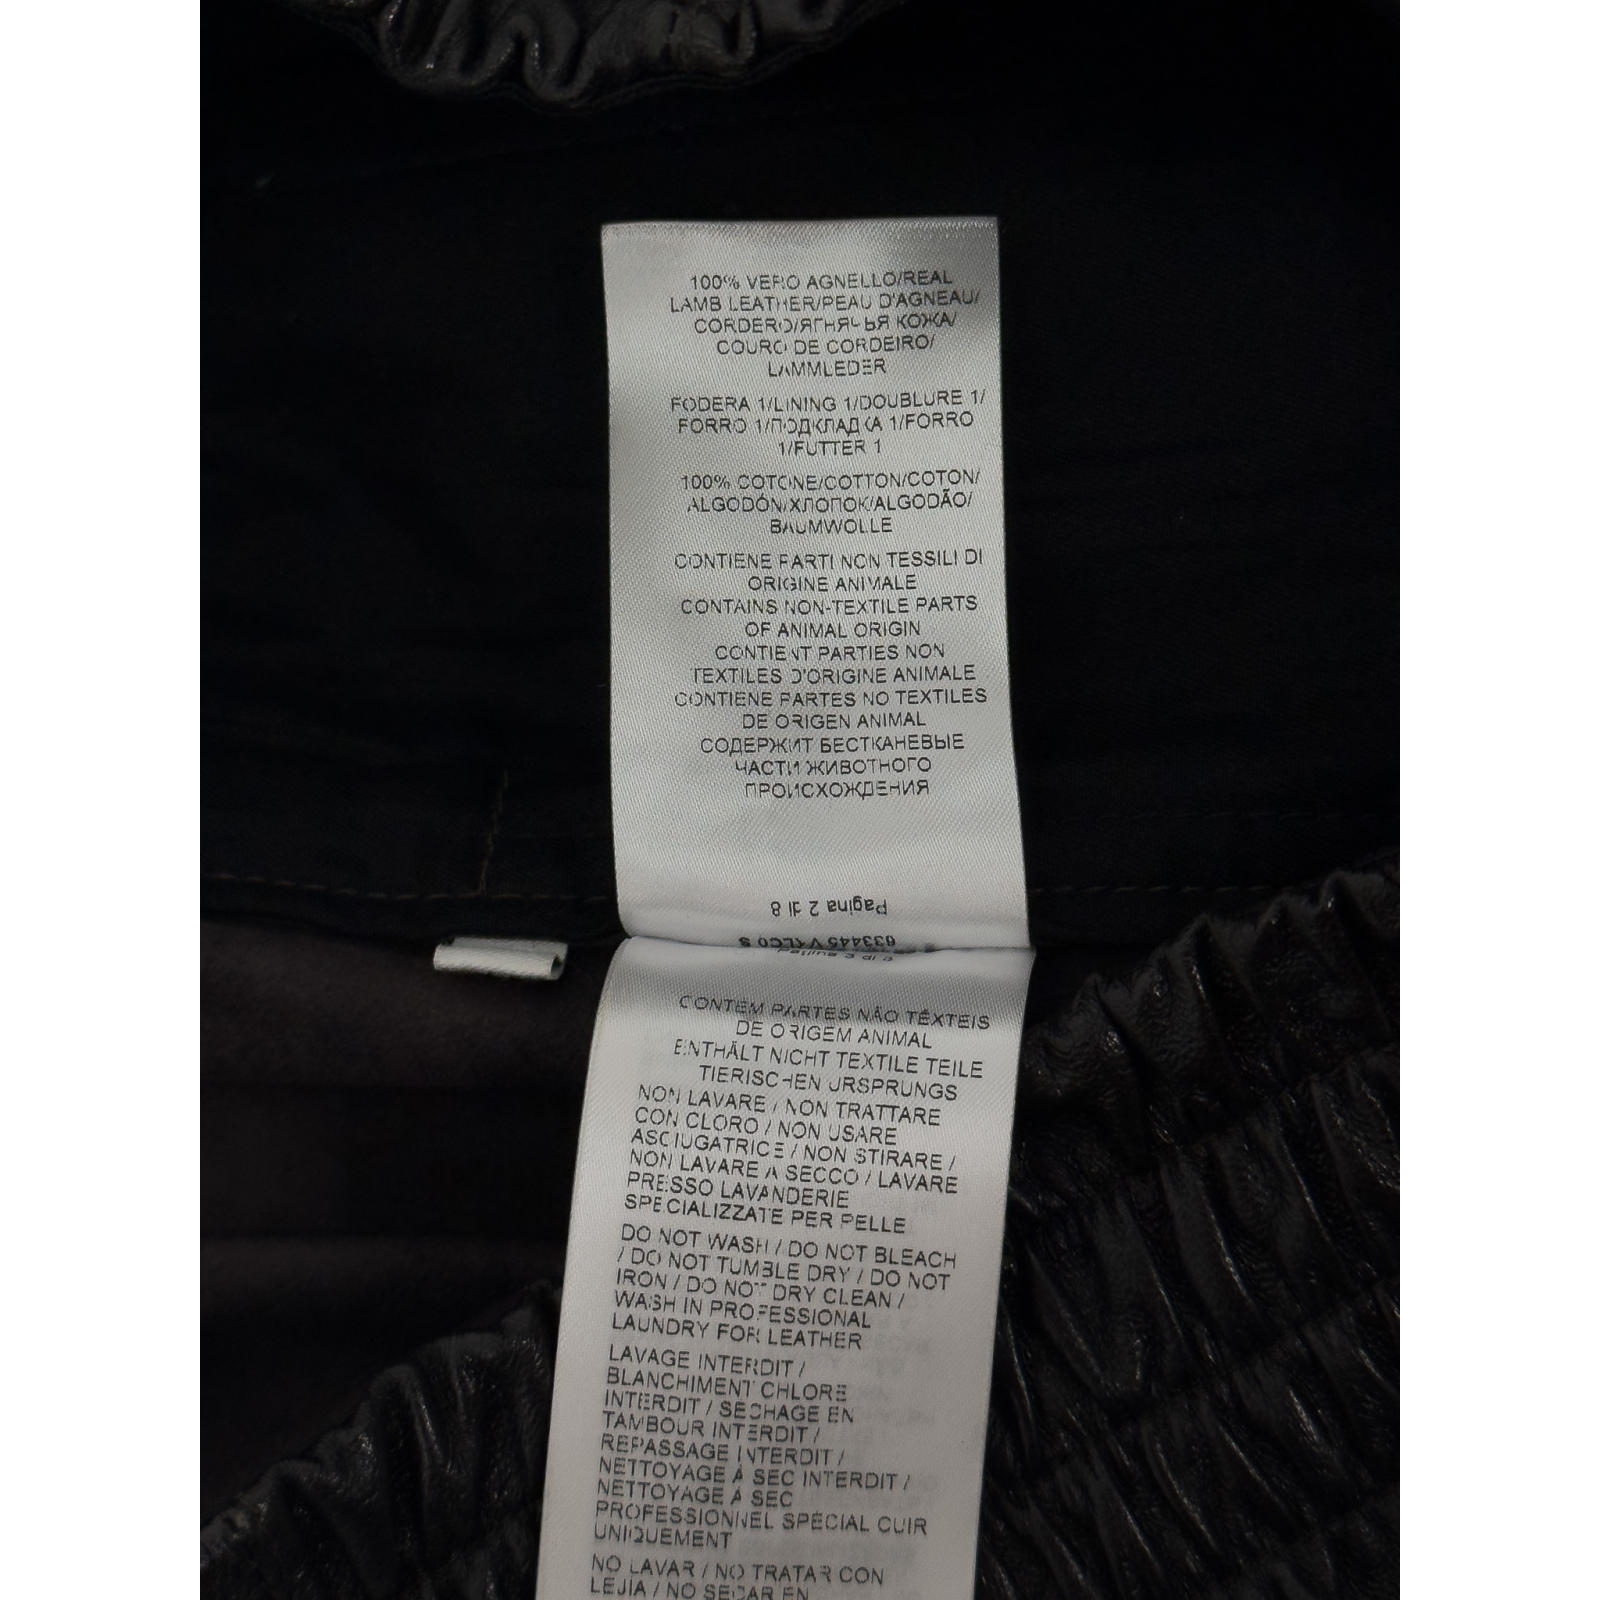 100% VERO AGNELLO/REAL
LAMB LEATHER/PEAU D'AGNEAU/
CORDERO/ЯГНЯЧЬЯ КОЖА/
COURO DE CORDEIRO/
LAMMLEDER
FODERA 1/LINING 1/DOUBLURE 1/
FORRO 1/ПОДКЛАДКА 1/FORRO
1/FUTTER 1
100% COTONE/COTTON/COTON/
ALGODÓN/ХЛОПОК/ALGODÃO/
BAUMWOLLE
CONTIENE PARTI NON TESSILI DI
ORIGINE ANIMALE
CONTAINS NON-TEXTILE PARTS
OF ANIMAL ORIGIN
CONTIENT PARTIES NON
TEXTILES D'ORIGINE ANIMALE
CONTIENE PARTES NO TEXTILES
DE ORIGEN ANIMAL
СОДЕРЖИТ БЕСТКАНЕВЫЕ
ЧАСТИ ЖИВОТНОГО
ПРОИСХОЖДЕНИЯ
Pagina 2 di 8
CONTEM PARTES NÃO TÊXTEIS
DE ORIGEM ANIMAL
ENTHÄLT NICHT TEXTILE TEILE
TIERISCHEN URSPRUNGS
NON LAVARE / NON TRATTARE
CON CLORO / NON USARE
ASCIUGATRICE / NON STIRARE /
NON LAVARE A SECCO / LAVARE
PRESSO LAVANDERIE
SPECIALIZZATE PER PELLE
DO NOT WASH / DO NOT BLEACH
/ DO NOT TUMBLE DRY / DO NOT
IRON / DO NOT DRY CLEAN /
WASH IN PROFESSIONAL
LAUNDRY FOR LEATHER
LAVAGE INTERDIT /
BLANCHIMENT CHLORE
INTERDIT / SECHAGE EN
TAMBOUR INTERDIT /
REPASSAGE INTERDIT /
NETTOYAGE À SEC INTERDIT /
NETTOYAGE À SEC
PROFESSIONNEL SPÉCIAL CUIR
UNIQUEMENT
NO LAVAR / NO TRATAR CON
LEJIA / NO SECAR EN